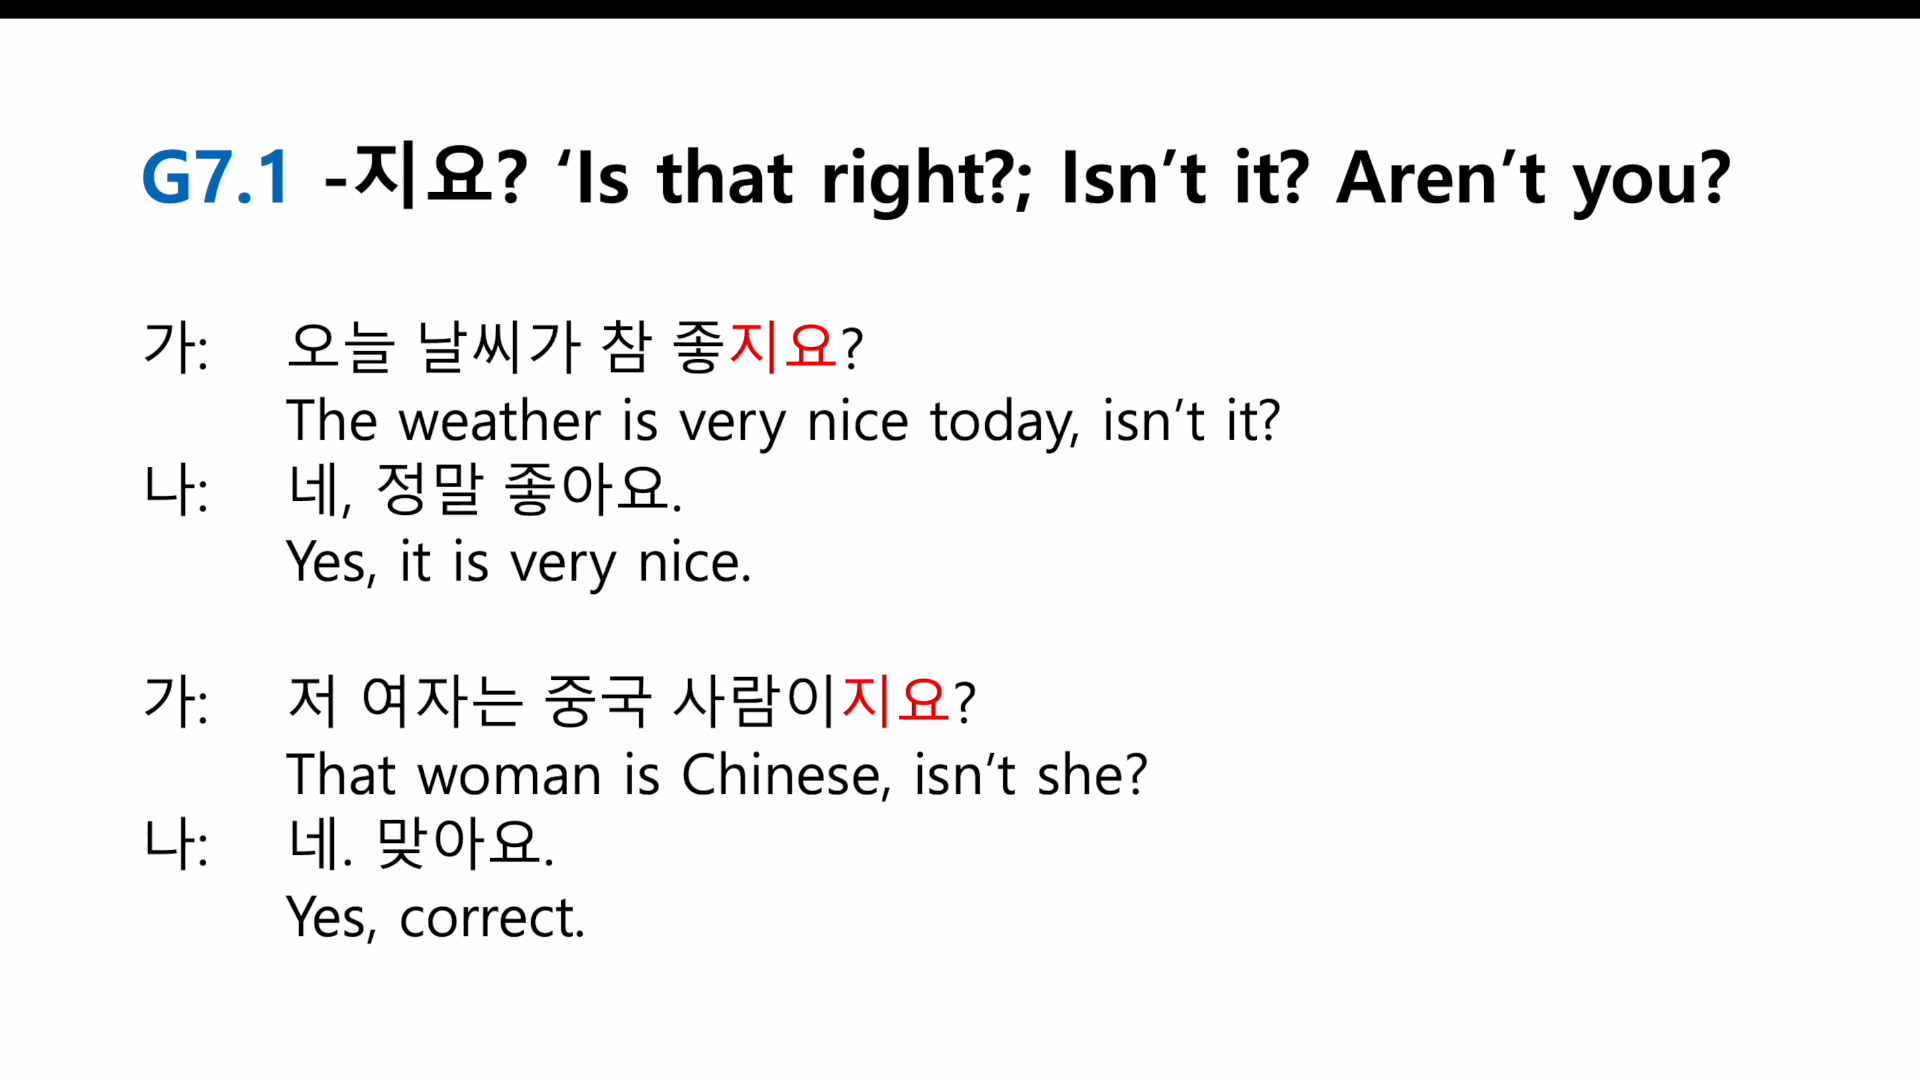 G7.1 -지요? ‘Is that right?; Isn’t it? Aren’t you?
가: 오늘 날씨가 참 좋지요?
The weather is very nice today, isn’t it?
나: 네, 정말 좋아요.
Yes, it is very nice.
가: 저 여자는 중국 사람이지요?
That woman is Chinese, isn’t she?
나: 네. 맞아요.
Yes, correct.